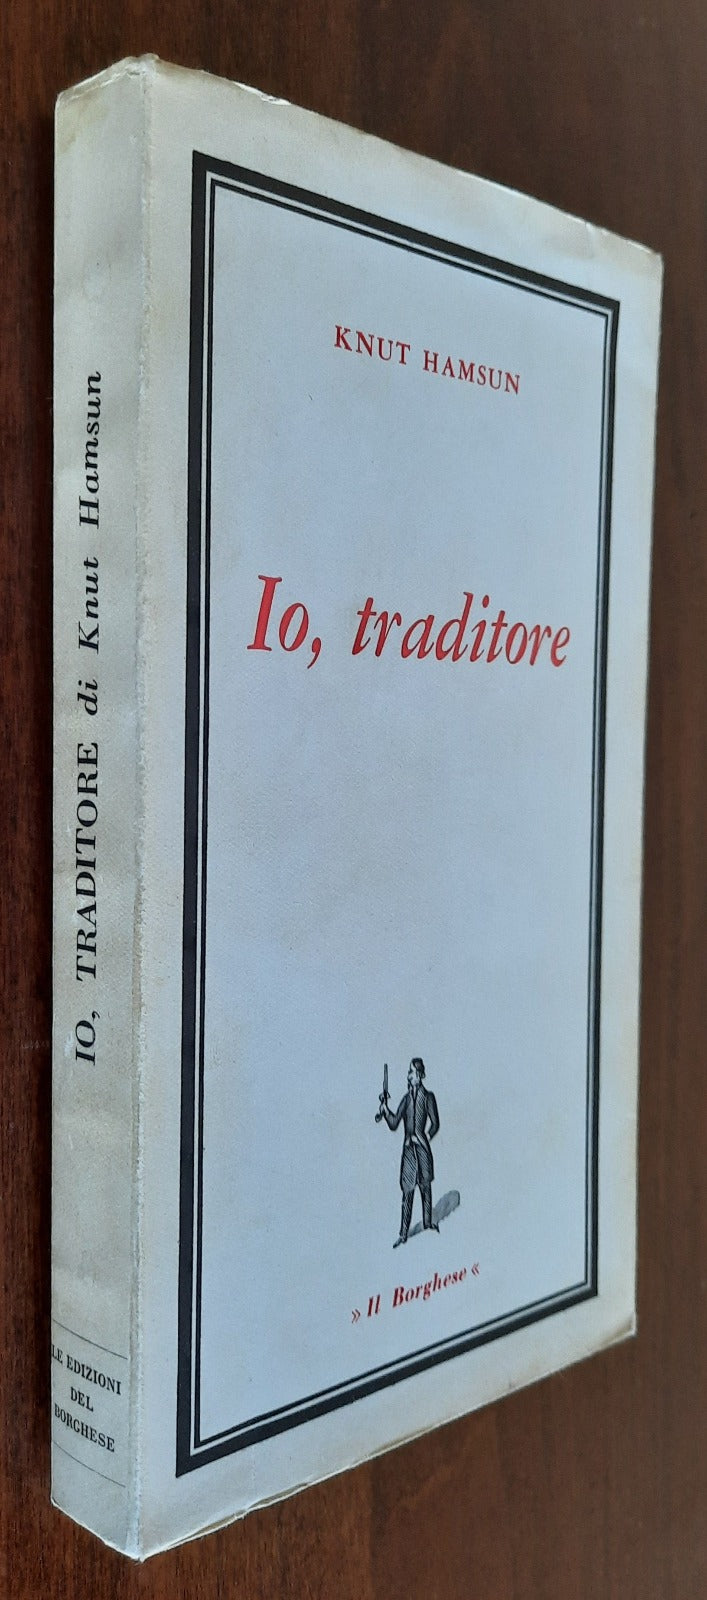 KNUT HAMSUN
Io, traditore
» Il Borghese «
IO, TRADITORE di Knut Hamsun
LE EDIZIONI
DEL
BORGHESE